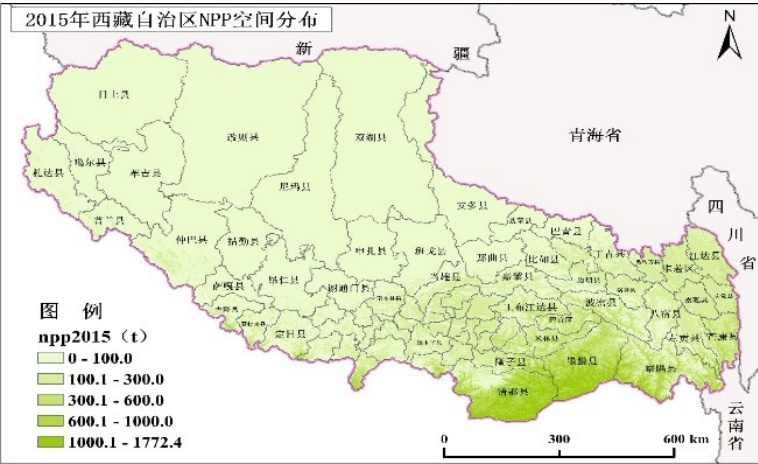 2015年西藏自治区NPP空间分布
N
新
疆
日土县
改则县
双湖县
青海省
噶尔县
札达县
革吉县
尼玛县
普兰县
安多县
四
川
省
仲巴县
措勤县
申扎县
班戈县
那曲县
比如县
巴青县
丁青县
江达县
卡若区
萨嘎县
昂仁县
当雄县
嘉黎县
边坝县
波密县
八宿县
工布江达县
定日县
米林县
隆子县
墨脱县
错那县
察隅县
左贡县
芒康县
云
南
省
图 例
npp2015（t）
0 - 100.0
100.1 - 300.0
300.1 - 600.0
600.1 - 1000.0
1000.1 - 1772.4
0 300 600 km